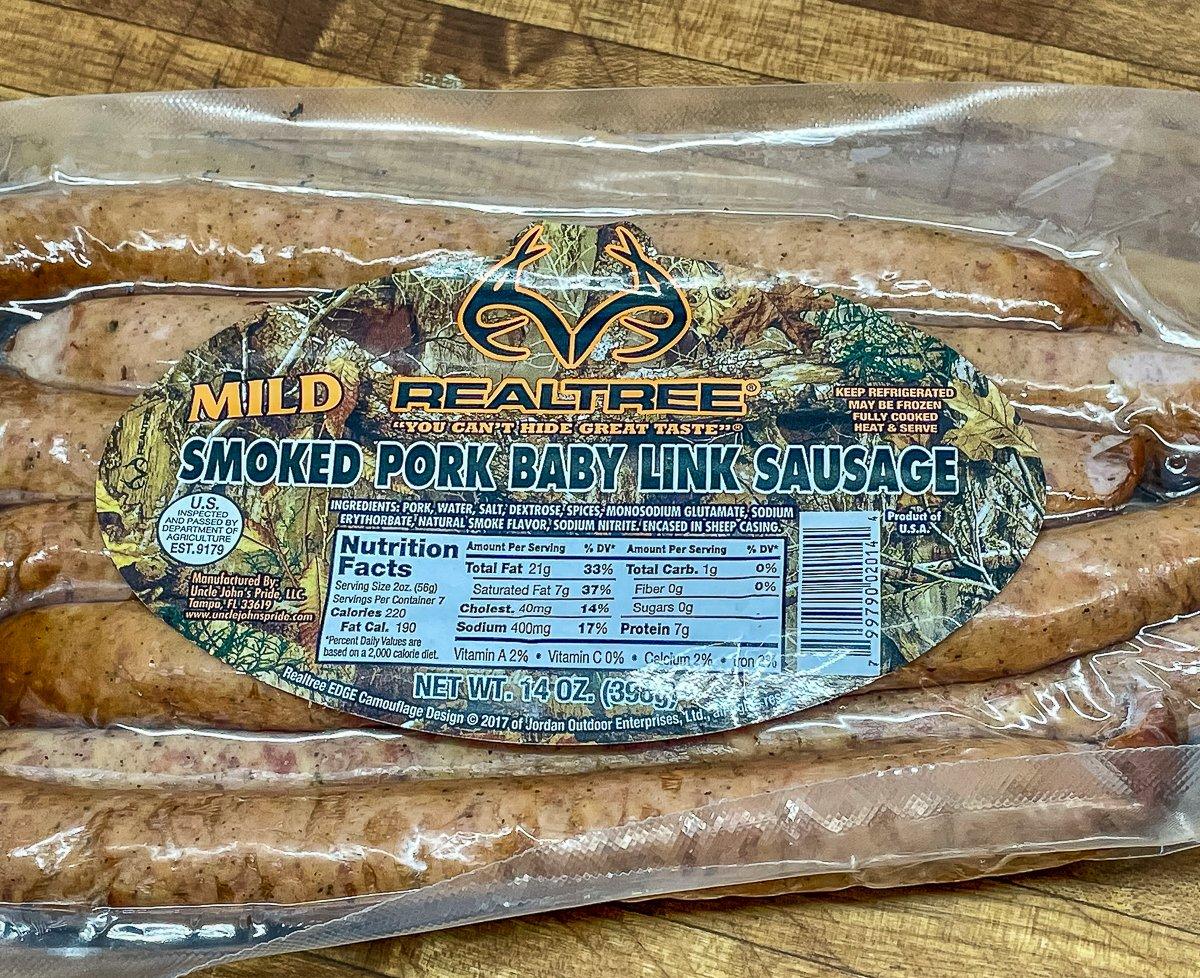 MILD
REALTREE®
"YOU CAN'T HIDE GREAT TASTE"®
KEEP REFRIGERATED
MAY BE FROZEN
FULLY COOKED
HEAT & SERVE
SMOKED PORK BABY LINK SAUSAGE
U.S.
INSPECTED
AND PASSED BY
DEPARTMENT OF
AGRICULTURE
EST. 9179
INGREDIENTS: PORK, WATER, SALT, DEXTROSE, SPICES, MONOSODIUM GLUTAMATE, SODIUM
ERYTHORBATE, NATURAL SMOKE FLAVOR, SODIUM NITRITE. ENCASED IN SHEEP CASING.
Product of
U.S.A.
Manufactured By:
Uncle John's Pride, LLC.
Tampa, FL 33619
www.unclejohnspride.com
Nutrition
Facts
Serving Size 2oz. (56g)
Servings Per Container 7
Calories 220
Fat Cal. 190
*Percent Daily Values are
based on a 2,000 calorie diet.
Amount Per Serving % DV* Amount Per Serving % DV*
Total Fat 21g 33% Total Carb. 1g 0%
Saturated Fat 7g 37% Fiber 0g 0%
Cholest. 40mg 14% Sugars 0g
Sodium 400mg 17% Protein 7g
Vitamin A 2% • Vitamin C 0% • Calcium 2% • Iron 2%
7 99790 02014 4
NET WT. 14 OZ. (396g)
Realtree EDGE Camouflage Design © 2017 of Jordan Outdoor Enterprises, Ltd.,